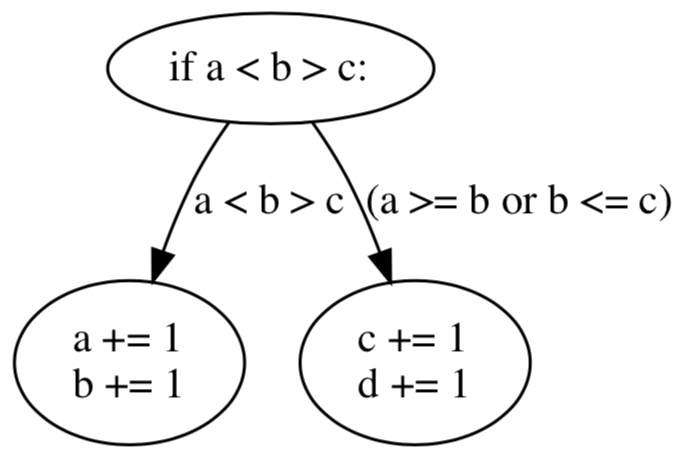 if a < b > c:
a < b > c
(a >= b or b <= c)
a += 1
b += 1
c += 1
d += 1